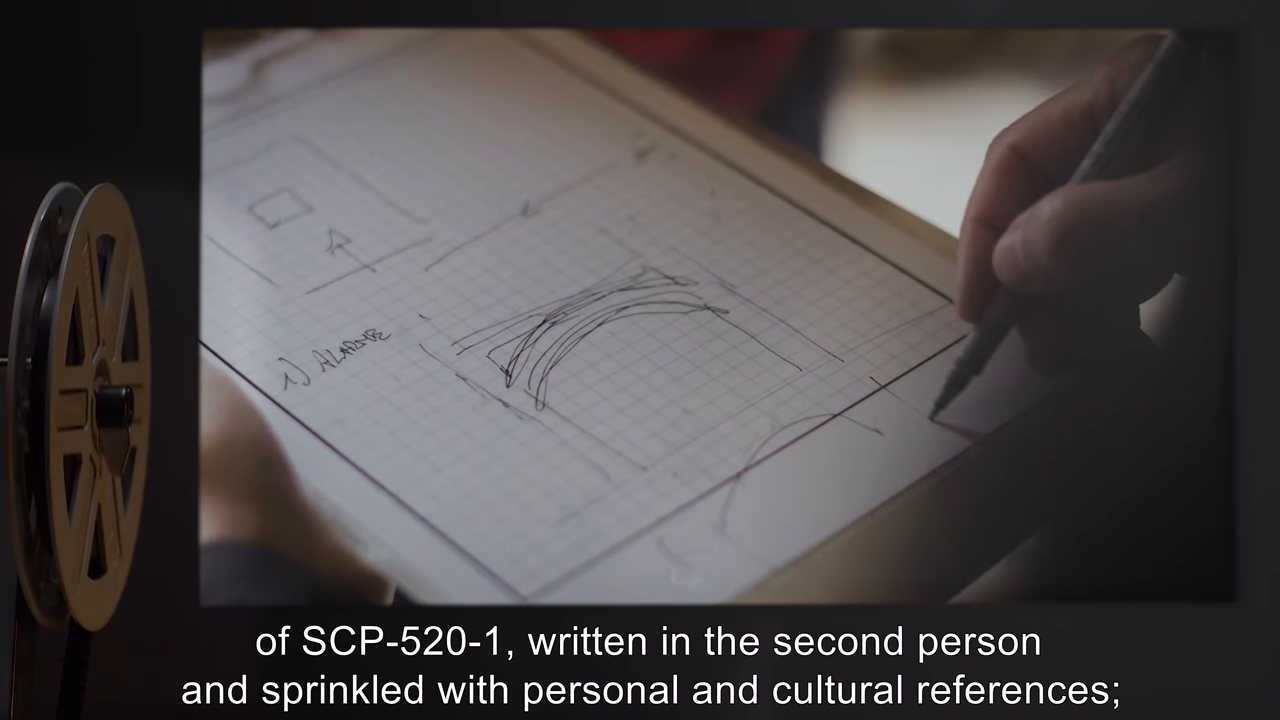 of SCP-520-1, written in the second person
and sprinkled with personal and cultural references;